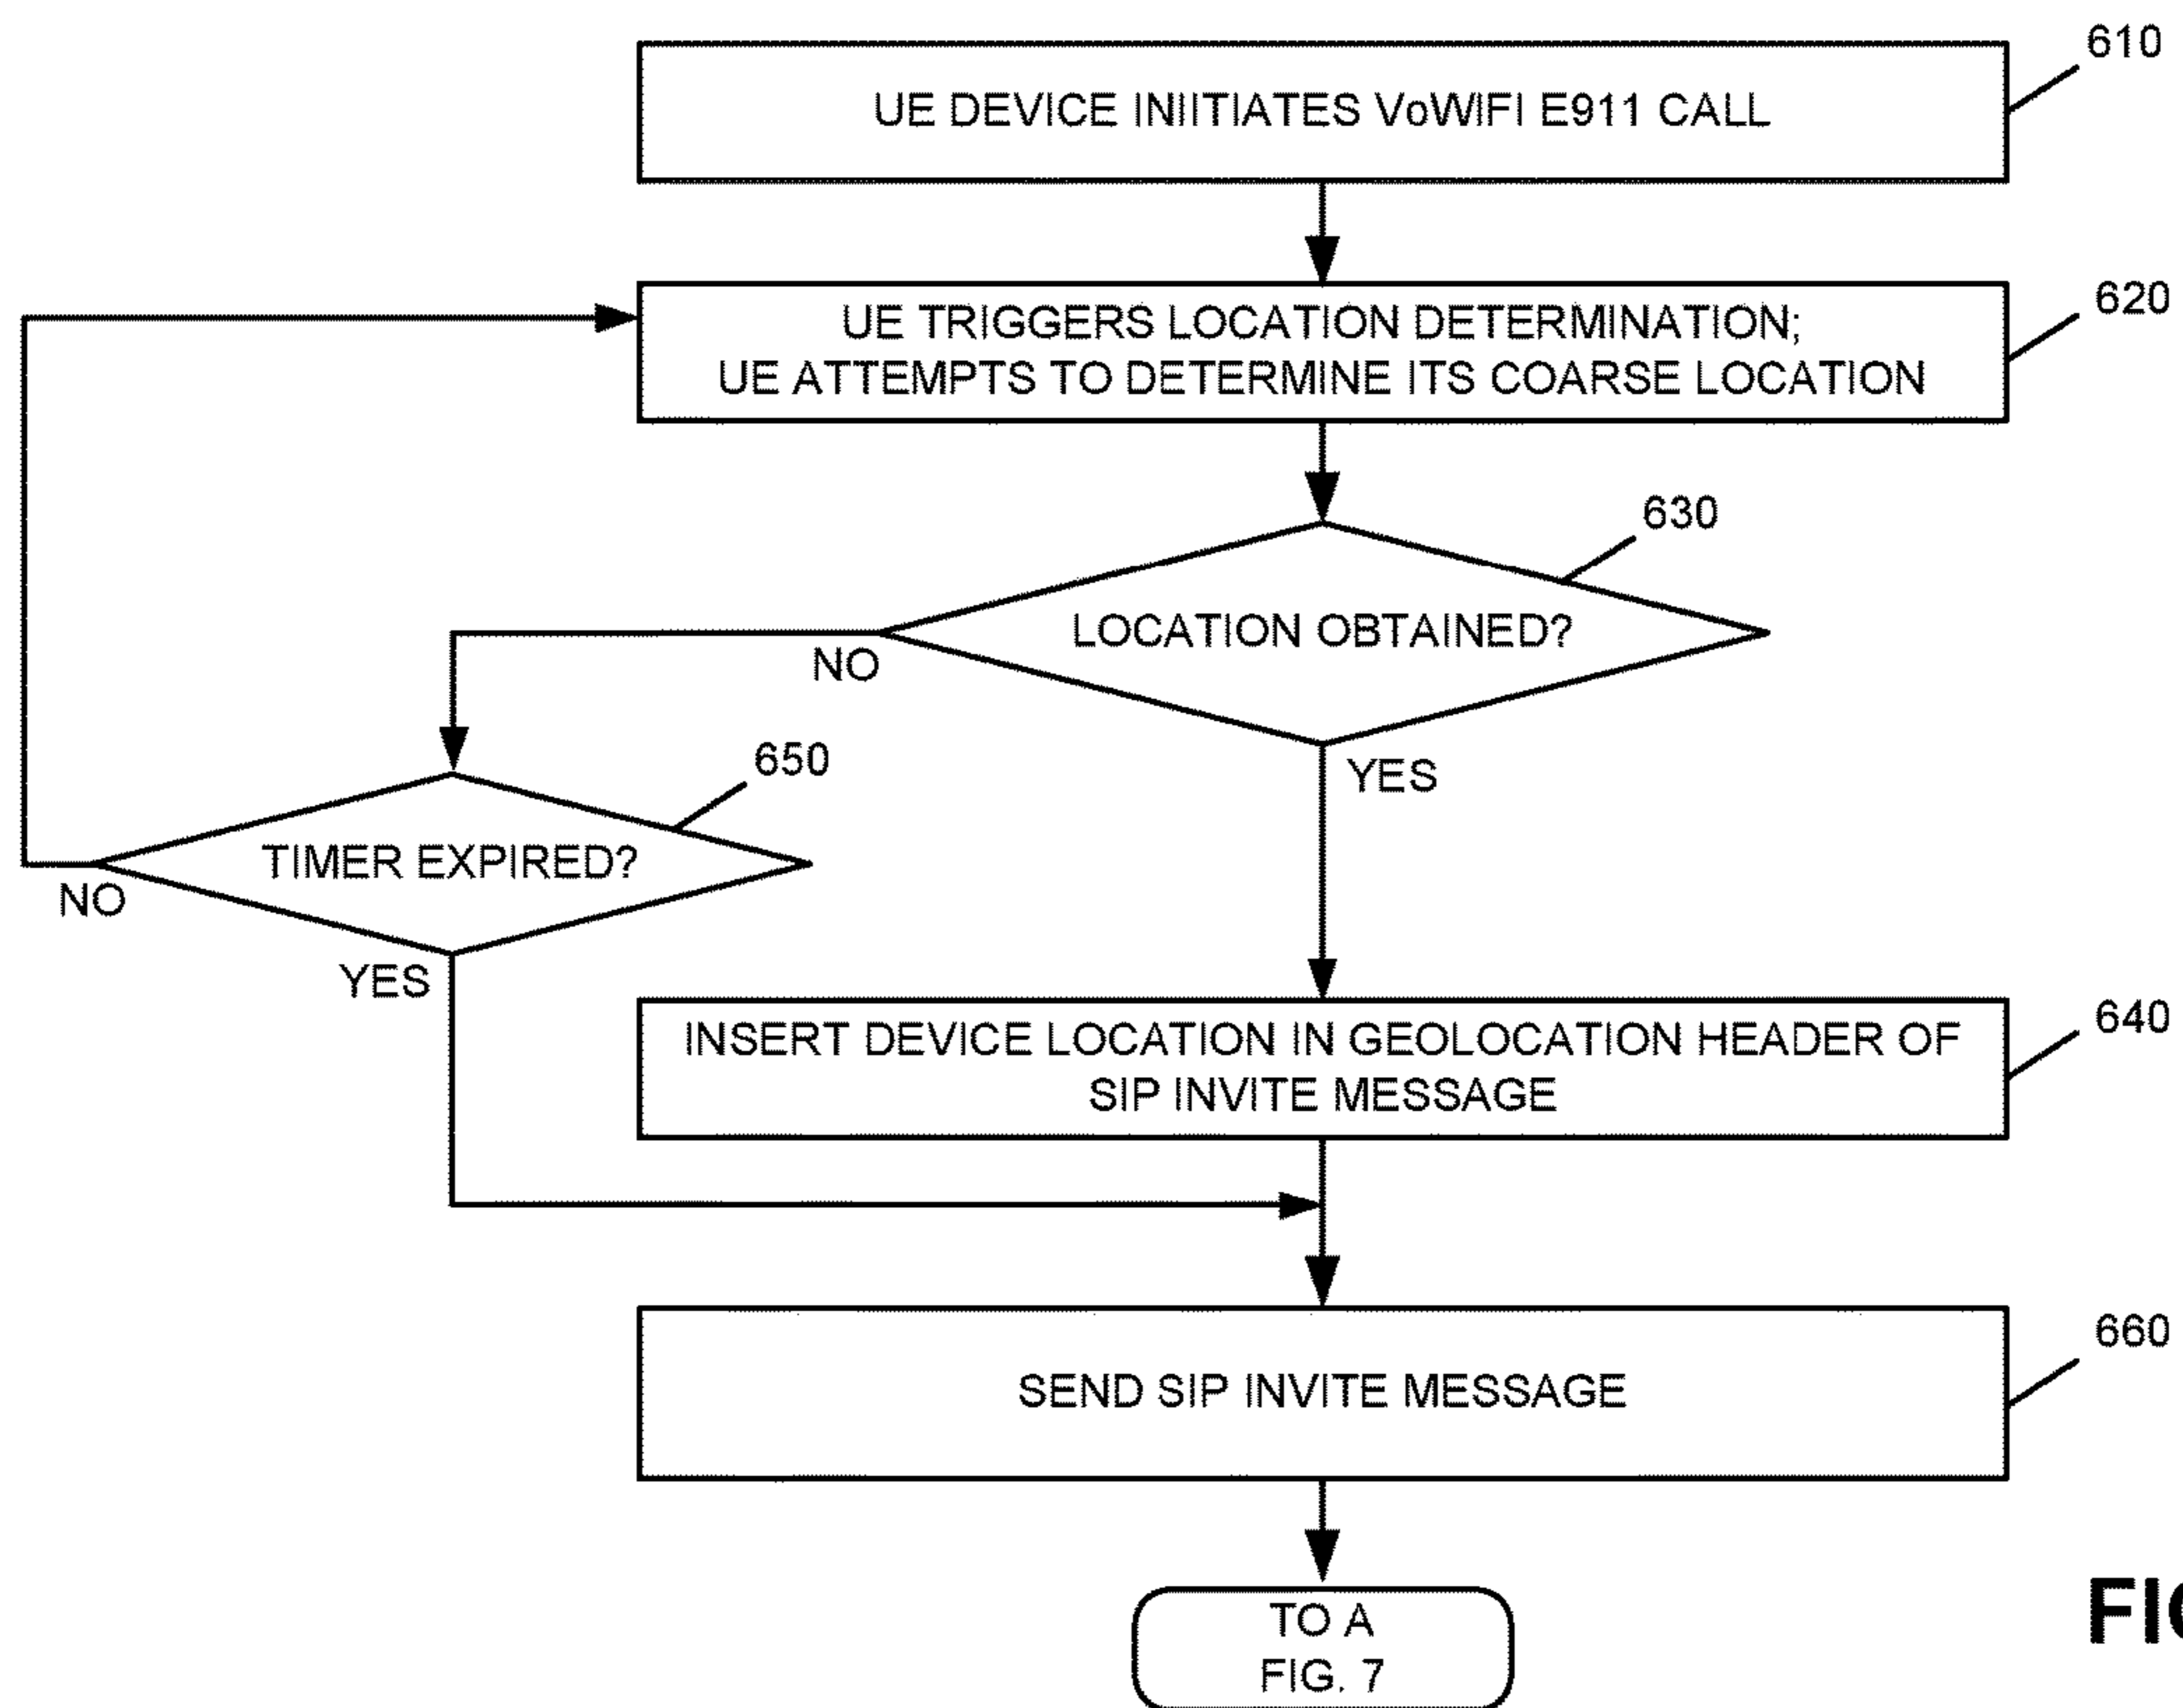 610
UE DEVICE INIITIATES VoWIFI E911 CALL
620
UE TRIGGERS LOCATION DETERMINATION;
UE ATTEMPTS TO DETERMINE ITS COARSE LOCATION
630
LOCATION OBTAINED?
NO
YES
650
TIMER EXPIRED?
NO
YES
640
INSERT DEVICE LOCATION IN GEOLOCATION HEADER OF
SIP INVITE MESSAGE
660
SEND SIP INVITE MESSAGE
TO A
FIG. 7